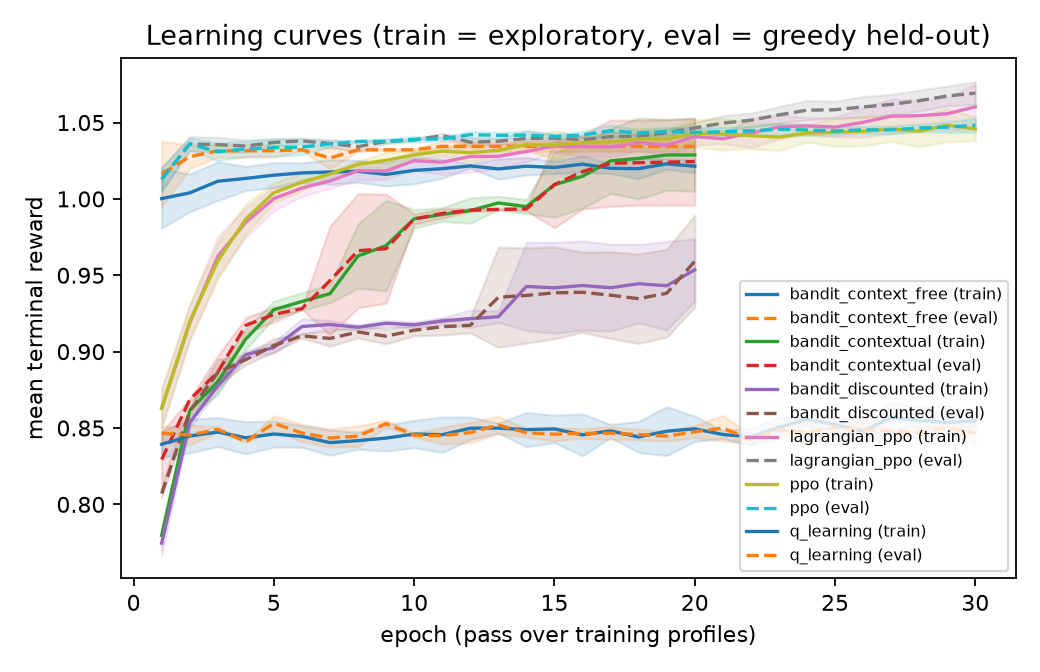 Learning curves (train = exploratory, eval = greedy held-out)
mean terminal reward
1.05
1.00
0.95
0.90
0.85
0.80
bandit_context_free (train)
bandit_context_free (eval)
bandit_contextual (train)
bandit_contextual (eval)
bandit_discounted (train)
bandit_discounted (eval)
lagrangian_ppo (train)
lagrangian_ppo (eval)
ppo (train)
ppo (eval)
q_learning (train)
q_learning (eval)
0 5 10 15 20 25 30
epoch (pass over training profiles)